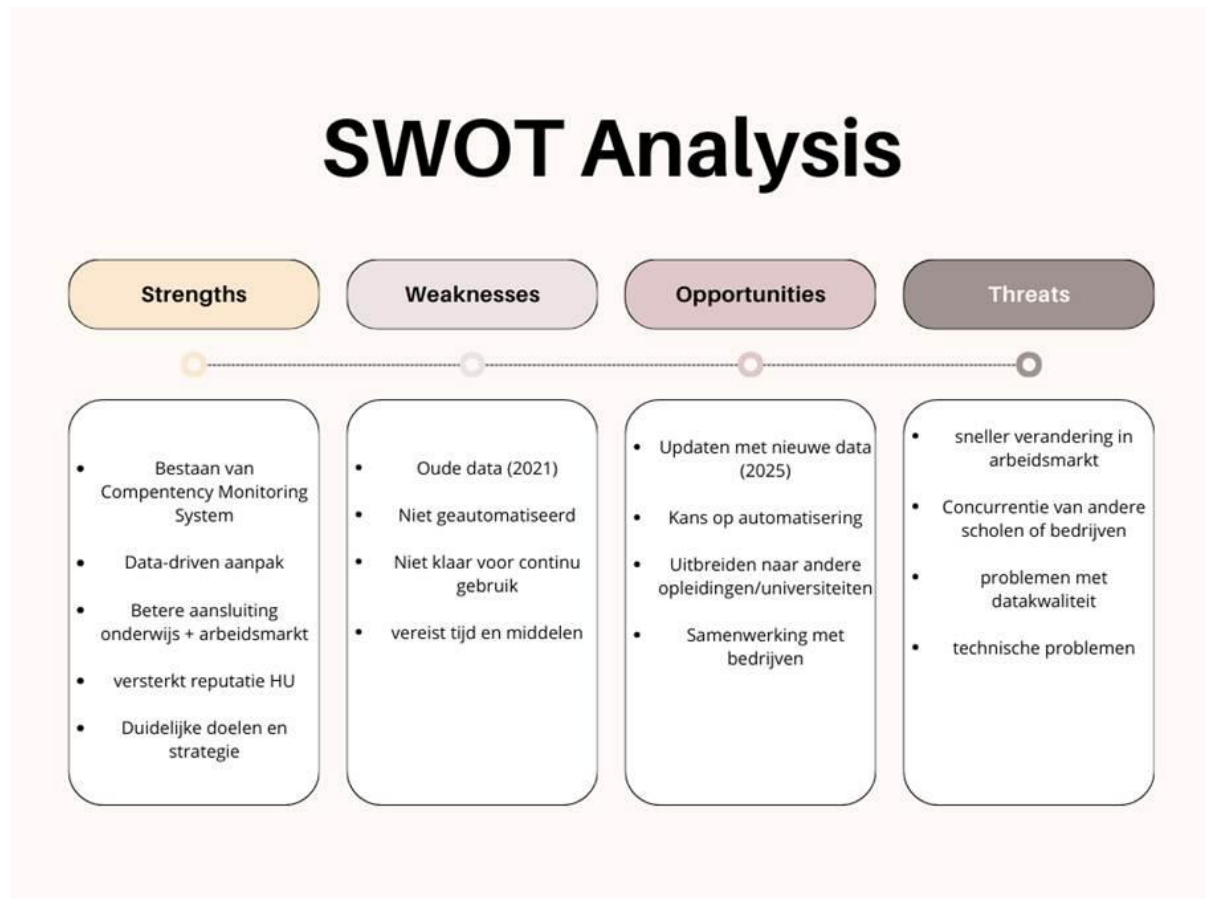 SWOT Analysis
Strengths
Weaknesses
Opportunities
Threats
Bestaan van
Compentency Monitoring
System
Data-driven aanpak
Betere aansluiting
onderwijs + arbeidsmarkt
versterkt reputatie HU
Duidelijke doelen en
strategie
Oude data (2021)
Niet geautomatiseerd
Niet klaar voor continu
gebruik
vereist tijd en middelen
Updaten met nieuwe data
(2025)
Kans op automatisering
Uitbreiden naar andere
opleidingen/universiteiten
Samenwerking met
bedrijven
sneller verandering in
arbeidsmarkt
Concurrentie van andere
scholen of bedrijven
problemen met
datakwaliteit
technische problemen